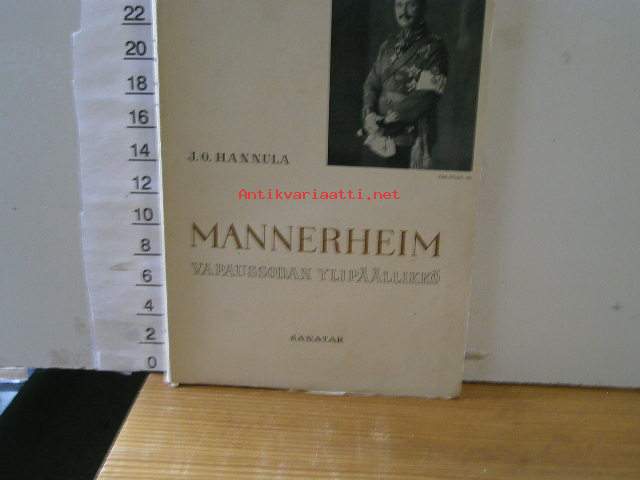 22
20
18
16
14
12
10
8
6
4
2
0
J. O. HANNULA
Antikvariaatti.net
MANNERHEIM
VAPAUSSODAN YLIPÄÄLLIKKÖ
SANATAR